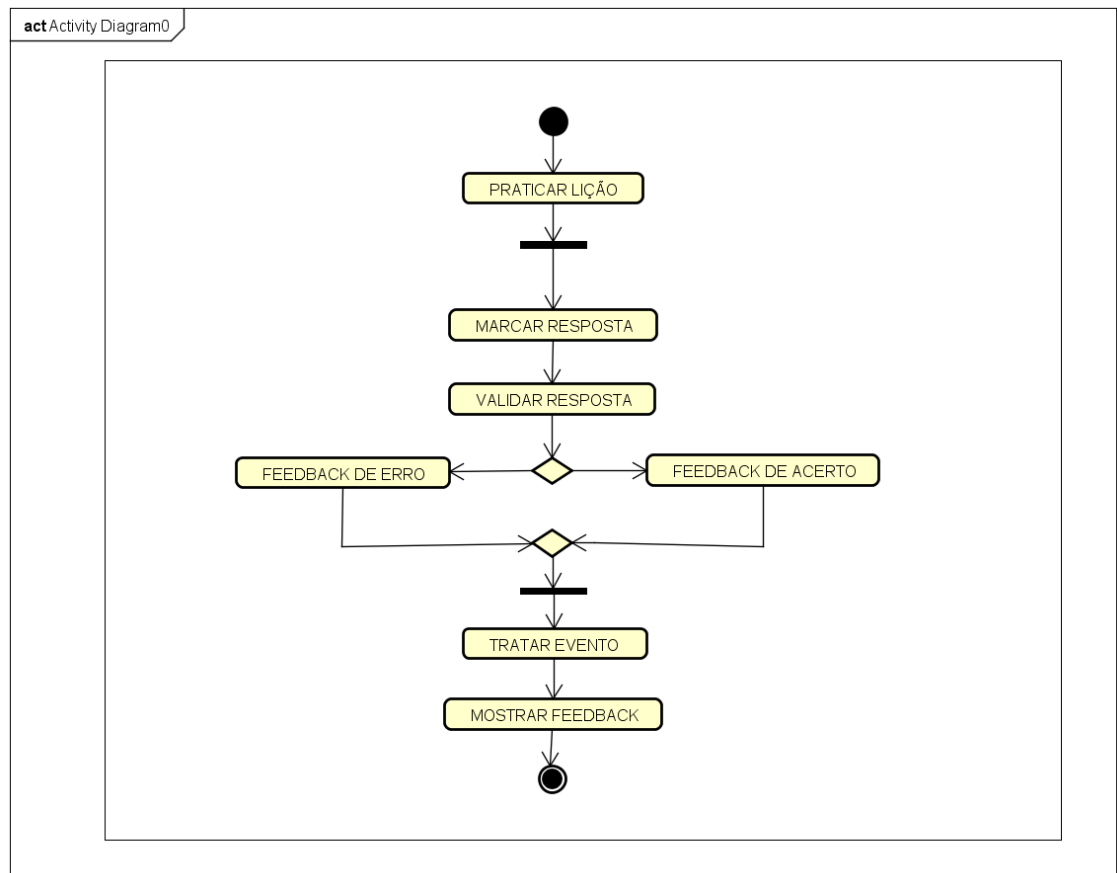 act Activity Diagram0
PRATICAR LIÇÃO
MARCAR RESPOSTA
VALIDAR RESPOSTA
FEEDBACK DE ERRO
FEEDBACK DE ACERTO
TRATAR EVENTO
MOSTRAR FEEDBACK